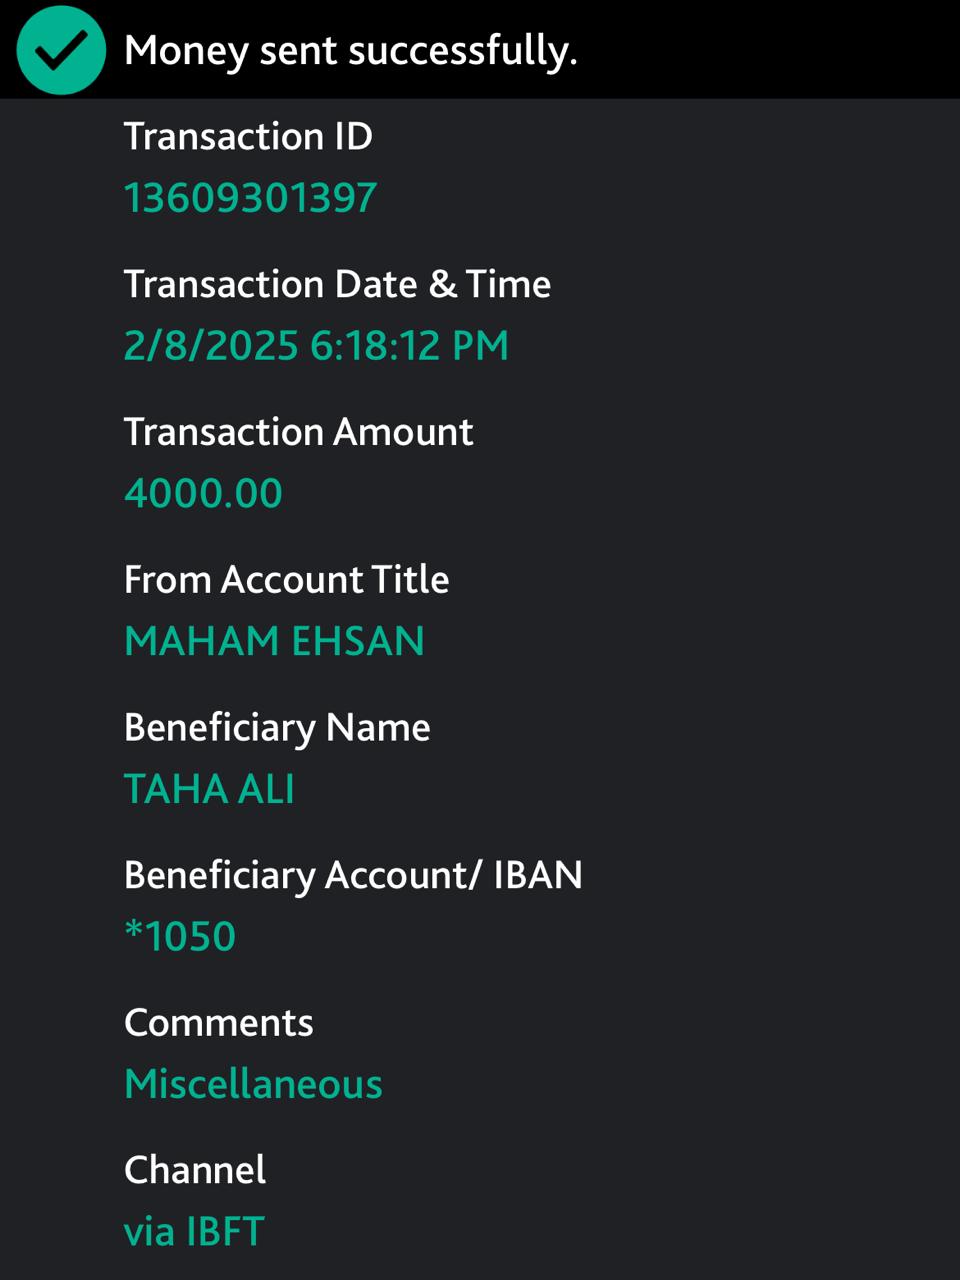 Money sent successfully.
Transaction ID
13609301397
Transaction Date & Time
2/8/2025 6:18:12 PM
Transaction Amount
4000.00
From Account Title
MAHAM EHSAN
Beneficiary Name
TAHA ALI
Beneficiary Account/ IBAN
*1050
Comments
Miscellaneous
Channel
via IBFT